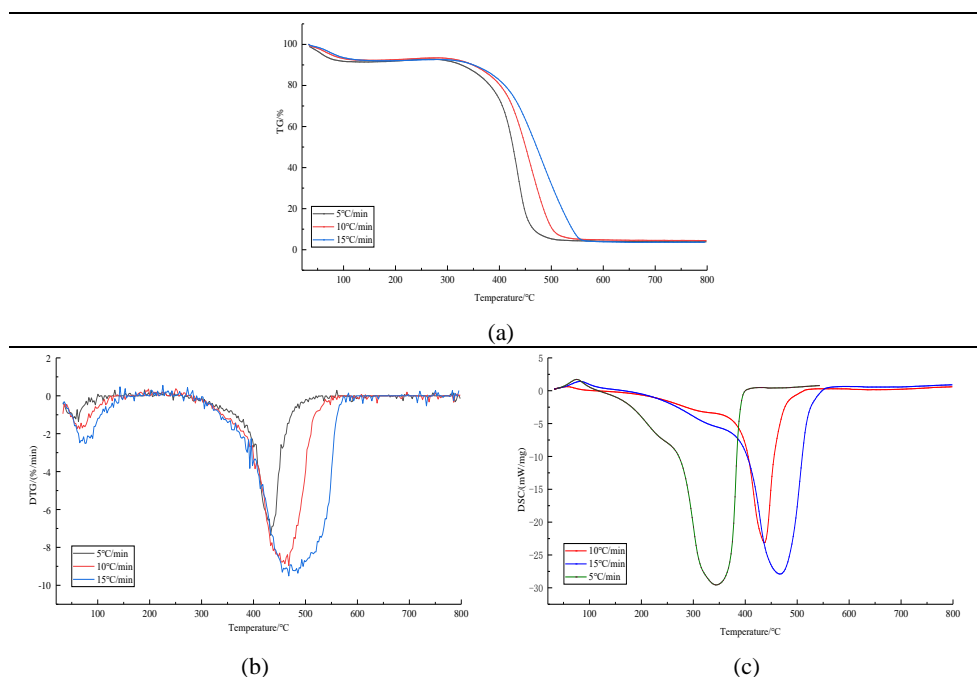 100
80
60
40
20
0
TG/%
5℃/min
10℃/min
15℃/min
100 200 300 400 500 600 700 800
Temperature/℃
(a)
2
0
-2
-4
-6
-8
-10
DTG/(%/min)
5℃/min
10℃/min
15℃/min
100 200 300 400 500 600 700 800
Temperature/℃
(b)
5
0
-5
-10
-15
-20
-25
-30
DSC/(mW/mg)
10℃/min
15℃/min
5℃/min
100 200 300 400 500 600 700 800
Temperature/℃
(c)